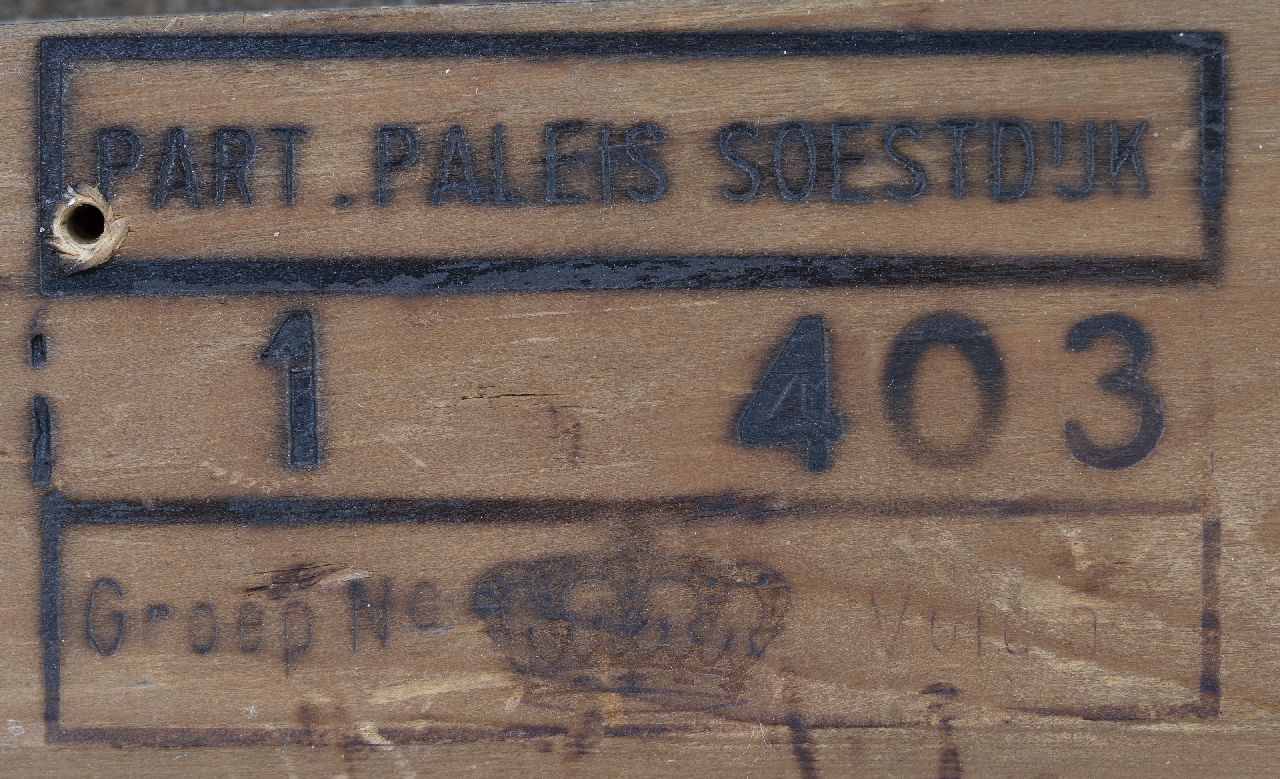 PART. PALEIS SOESTDIJK
1 403
Groep No